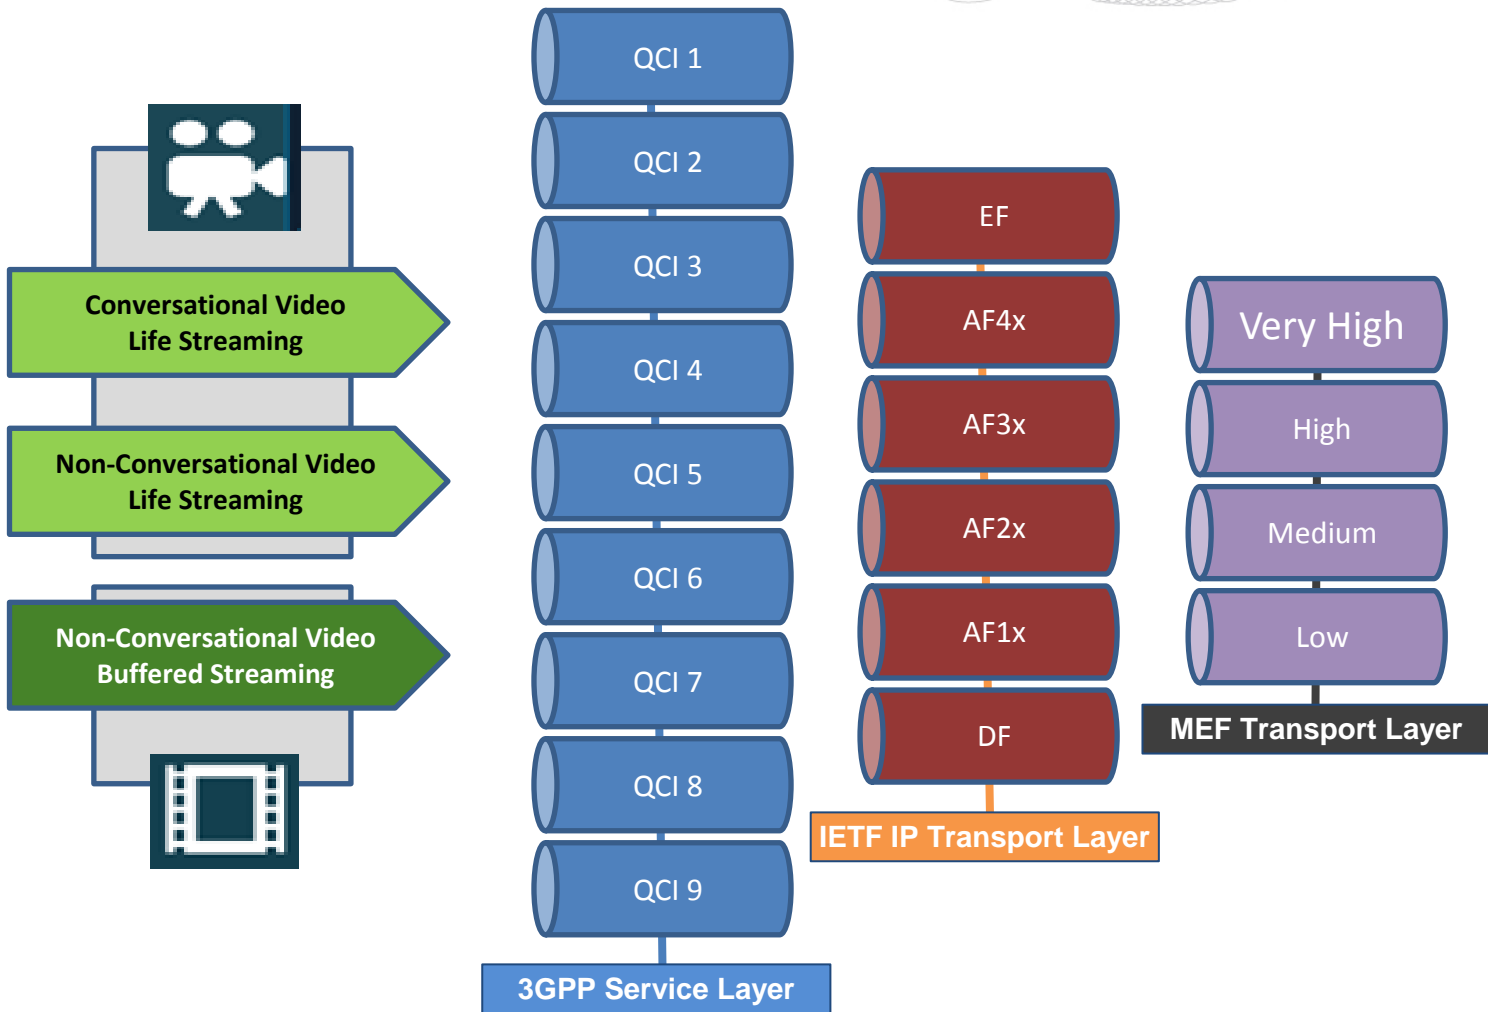 Conversational Video
Life Streaming
Non-Conversational Video
Life Streaming
Non-Conversational Video
Buffered Streaming
QCI 1
QCI 2
QCI 3
QCI 4
QCI 5
QCI 6
QCI 7
QCI 8
QCI 9
3GPP Service Layer
EF
AF4x
AF3x
AF2x
AF1x
DF
IETF IP Transport Layer
Very High
High
Medium
Low
MEF Transport Layer